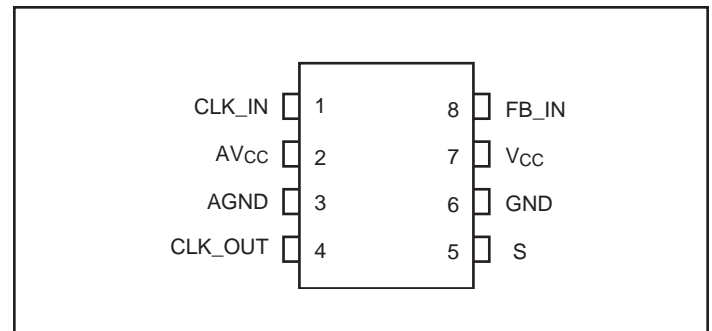 CLK_IN 1 8 FB_IN
AVCC 2 7 VCC
AGND 3 6 GND
CLK_OUT 4 5 S